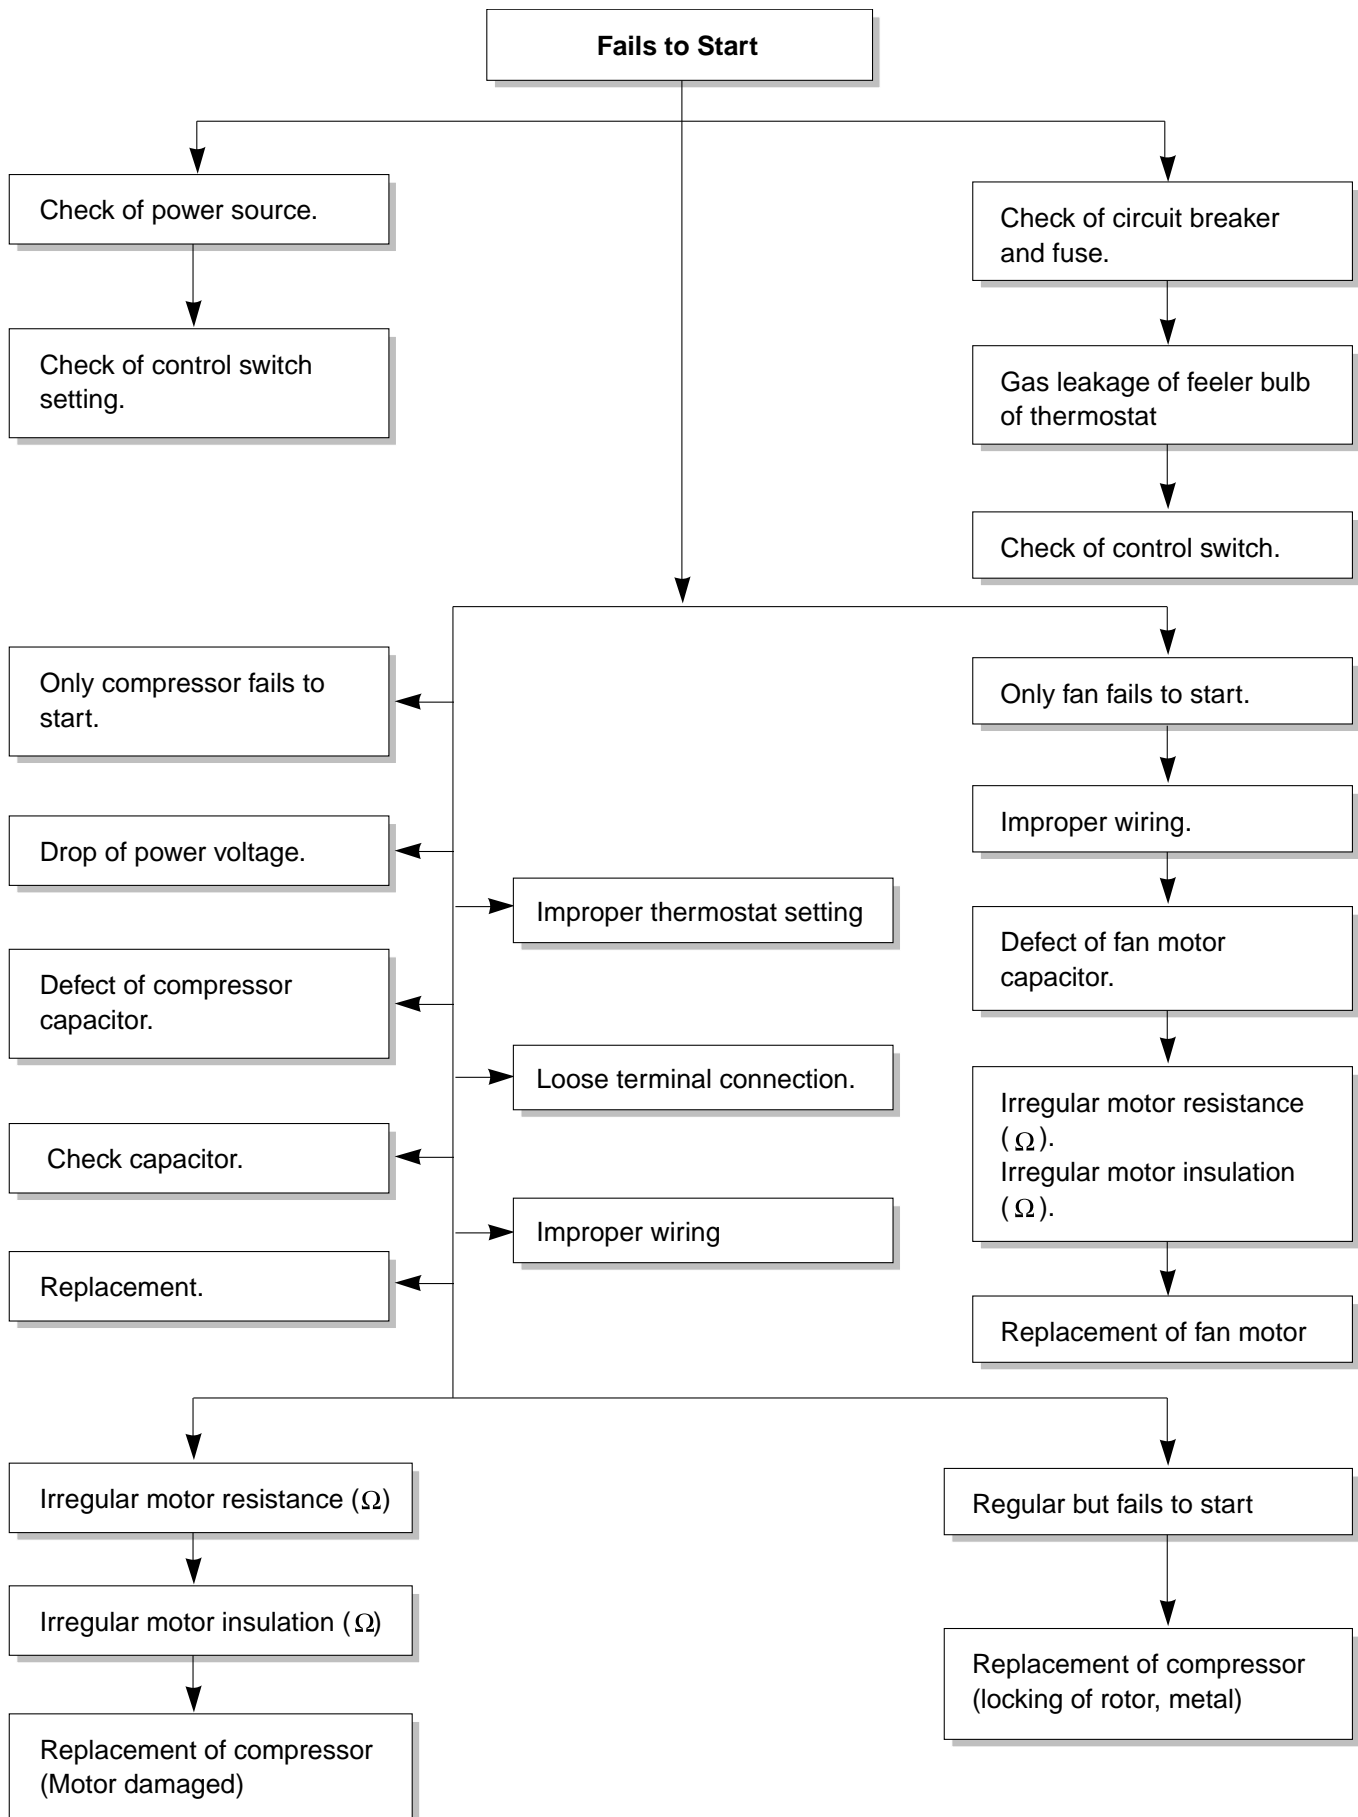 Fails to Start
Check of power source.
Check of circuit breaker
and fuse.
Check of control switch
setting.
Gas leakage of feeler bulb
of thermostat
Check of control switch.
Only compressor fails to
start.
Only fan fails to start.
Drop of power voltage.
Improper wiring.
Improper thermostat setting
Defect of fan motor
capacitor.
Defect of compressor
capacitor.
Loose terminal connection.
Irregular motor resistance
(Ω).
Irregular motor insulation
(Ω).
Check capacitor.
Improper wiring
Replacement.
Replacement of fan motor
Irregular motor resistance (Ω)
Regular but fails to start
Irregular motor insulation (Ω)
Replacement of compressor
(locking of rotor, metal)
Replacement of compressor
(Motor damaged)